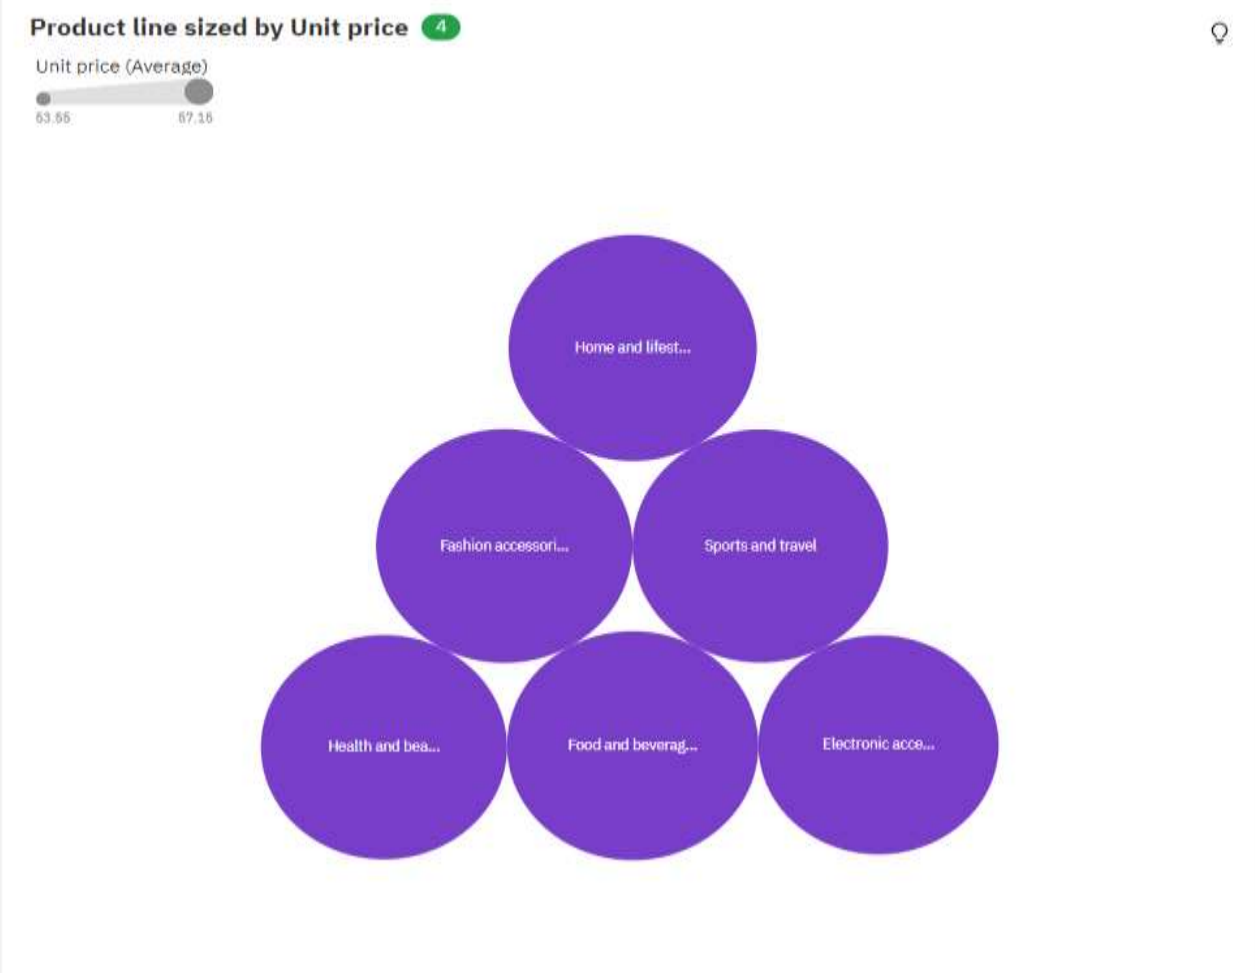 Product line sized by Unit price 4
Unit price (Average)
53.55 57.15
Home and lifest...
Fashion accessori... Sports and travel
Health and bea... Food and beverag... Electronic acce...